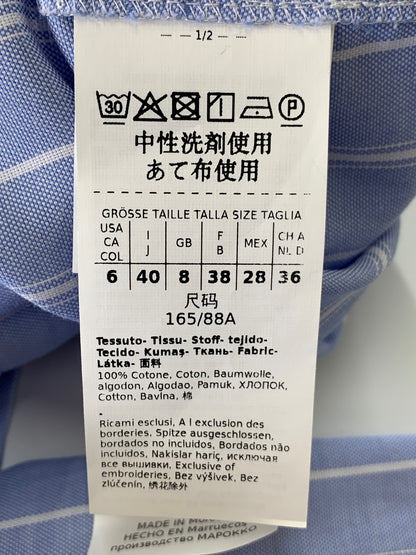 1/2
30 P
中性洗剤使用
あて布使用
GRÖSSE TAILLE TALLA SIZE TAGLIA
USA CA COL I J GB F B MEX CH A NL D
6 40 8 38 28 36
尺码
165/88A
Tessuto- Tissu- Stoff- tejido-
Tecido- Kumaş- Ткань- Fabric-
Látka- 面料
100% Cotone, Coton, Baumwolle,
algodon, Algodao, Pamuk, ХЛОПОК,
Cotton, Bavlna, 棉
.
Ricami esclusi, A l exclusion des
borderies, Spitze ausgeschlossen,
bordados no incluidos, Bordados não
incluidos, Nakislar hariç, исключая
все вышивки, Exclusive of
embroideries, Bez výšivek, Bez
zlúčenín, 绣花除外
MADE IN
HECHO EN Marruecos
производство МАРОККО